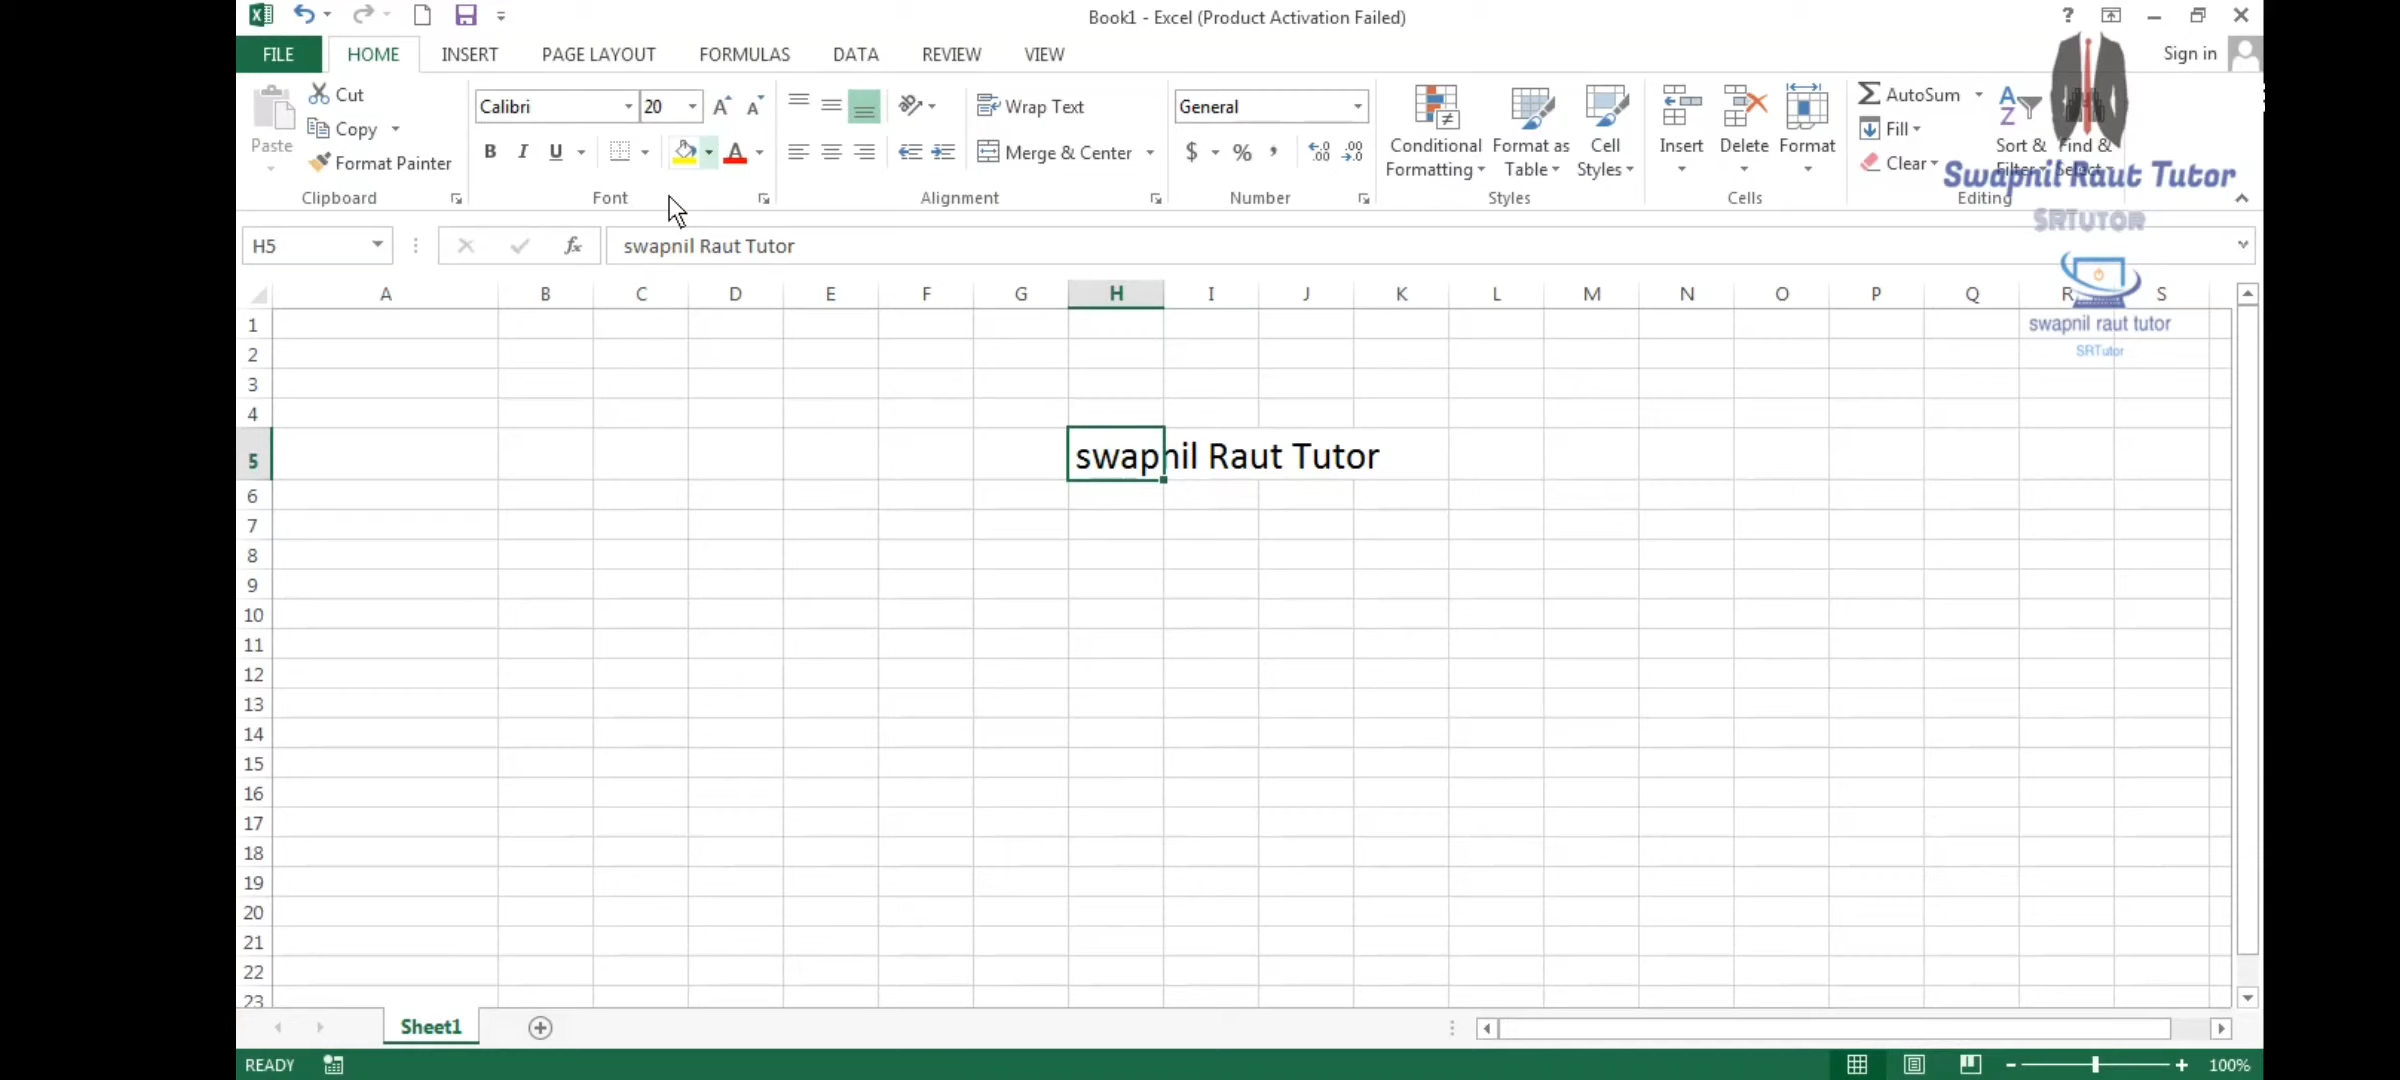 Book1 - Excel (Product Activation Failed)
FILE HOME INSERT PAGE LAYOUT FORMULAS DATA REVIEW VIEW Sign in
Paste
Cut
Copy
Format Painter
Clipboard
Calibri 20
B I U
Font
Wrap Text
Merge & Center
Alignment
General
$ % ,
Number
Conditional Formatting
Format as Table
Cell Styles
Styles
Insert
Delete
Format
Cells
AutoSum
Fill
Clear
Sort & Filter
Find & Select
Editing
Swapnil Raut Tutor
SRTUTOR
swapnil raut tutor
SRTutor
H5 fx swapnil Raut Tutor
A B C D E F G H I J K L M N O P Q R S
1
2
3
4
5 swapnil Raut Tutor
6
7
8
9
10
11
12
13
14
15
16
17
18
19
20
21
22
23
Sheet1
READY 100%